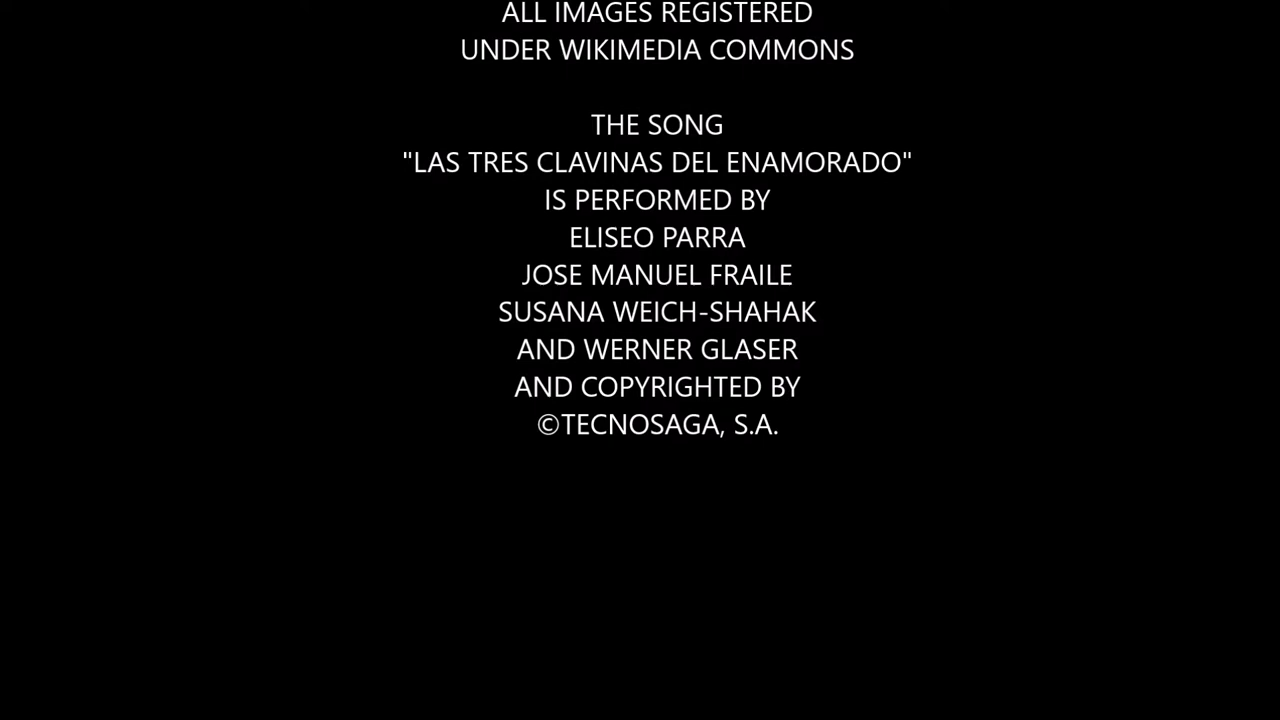 ALL IMAGES REGISTERED
UNDER WIKIMEDIA COMMONS
THE SONG
"LAS TRES CLAVINAS DEL ENAMORADO"
IS PERFORMED BY
ELISEO PARRA
JOSE MANUEL FRAILE
SUSANA WEICH-SHAHAK
AND WERNER GLASER
AND COPYRIGHTED BY
©TECNOSAGA, S.A.